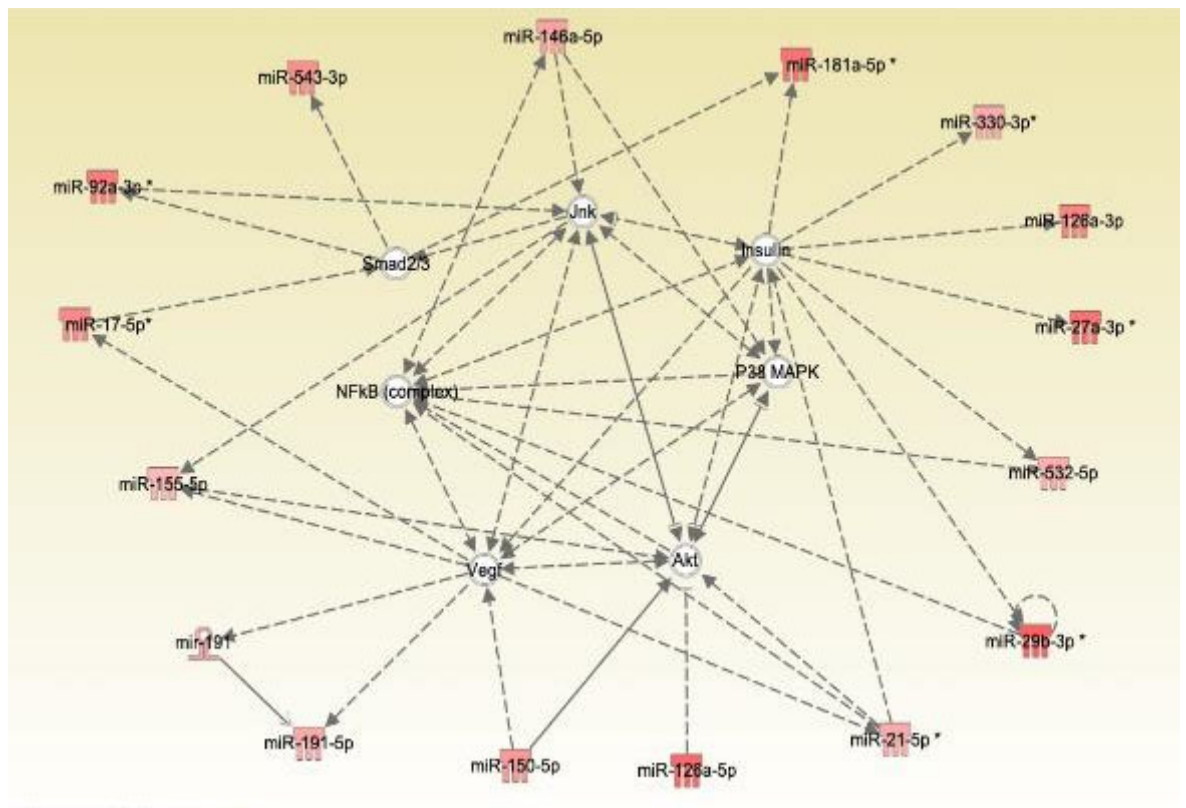 miR-146a-5p
miR-543-3p
miR-181a-5p *
miR-330-3p*
miR-92a-3p *
Jnk
miR-126a-3p
Insulin
Smad2/3
miR-17-5p*
miR-27a-3p *
P38 MAPK
NFkB (complex)
miR-532-5p
miR-155-5p
Akt
Vegf
mir-191
miR-29b-3p *
miR-191-5p
miR-21-5p *
miR-150-5p
miR-126a-5p